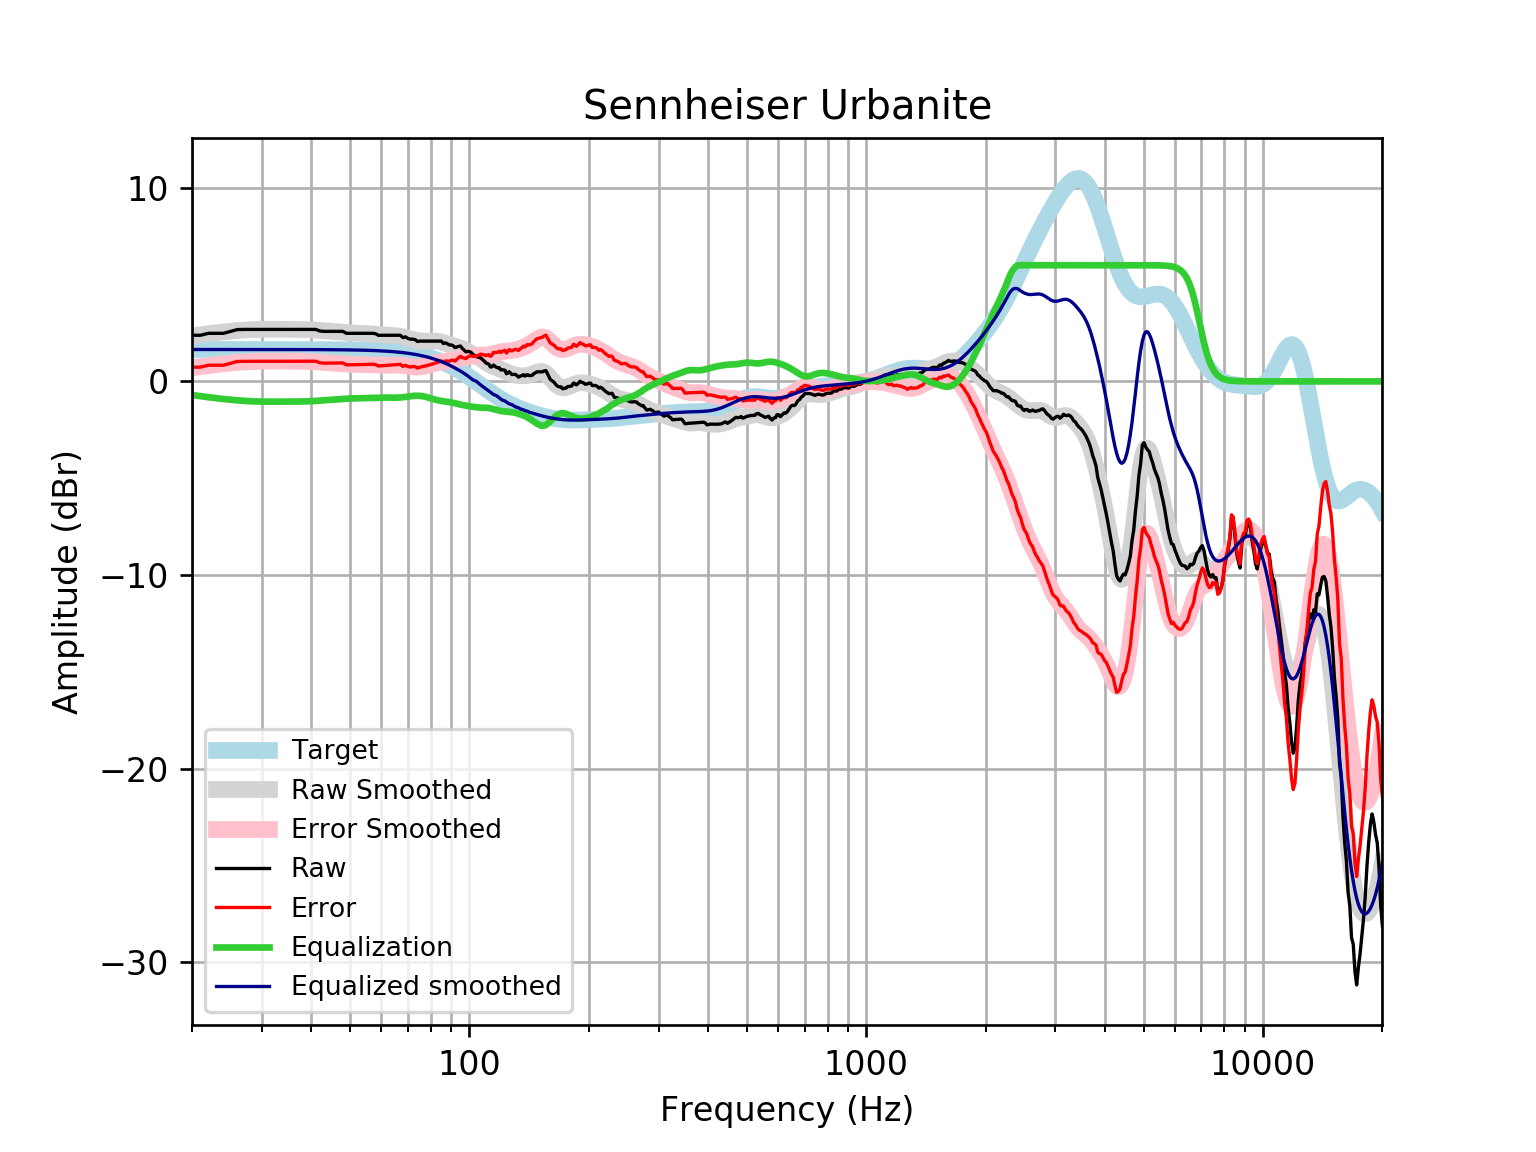 Sennheiser Urbanite
10
0
−10
−20
−30
Amplitude (dBr)
Target
Raw Smoothed
Error Smoothed
Raw
Error
Equalization
Equalized smoothed
100
1000
10000
Frequency (Hz)